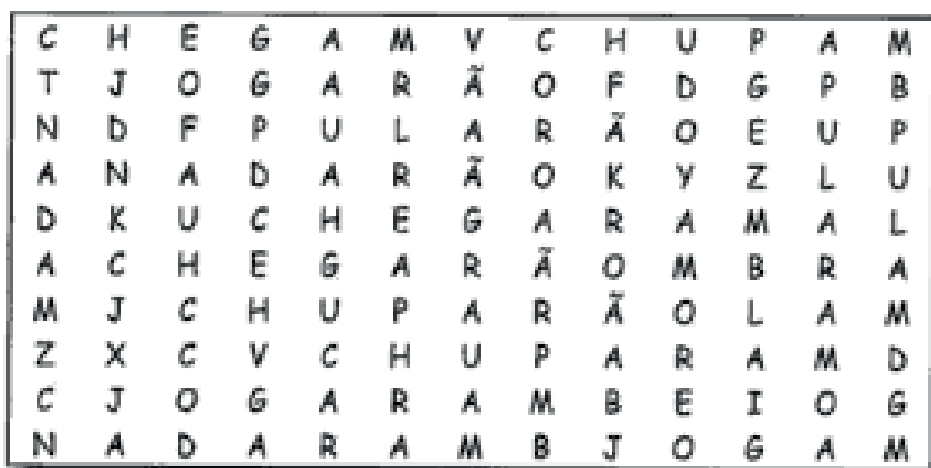 C H E G A M V C H U P A M
T J O G A R Ã O F D G P B
N D F P U L A R Ã O E U P
A N A D A R Ã O K Y Z L U
D K U C H E G A R A M A L
A C H E G A R Ã O M B R A
M J C H U P A R Ã O L A M
Z X C V C H U P A R A M D
C J O G A R A M B E I O G
N A D A R A M B J O G A M